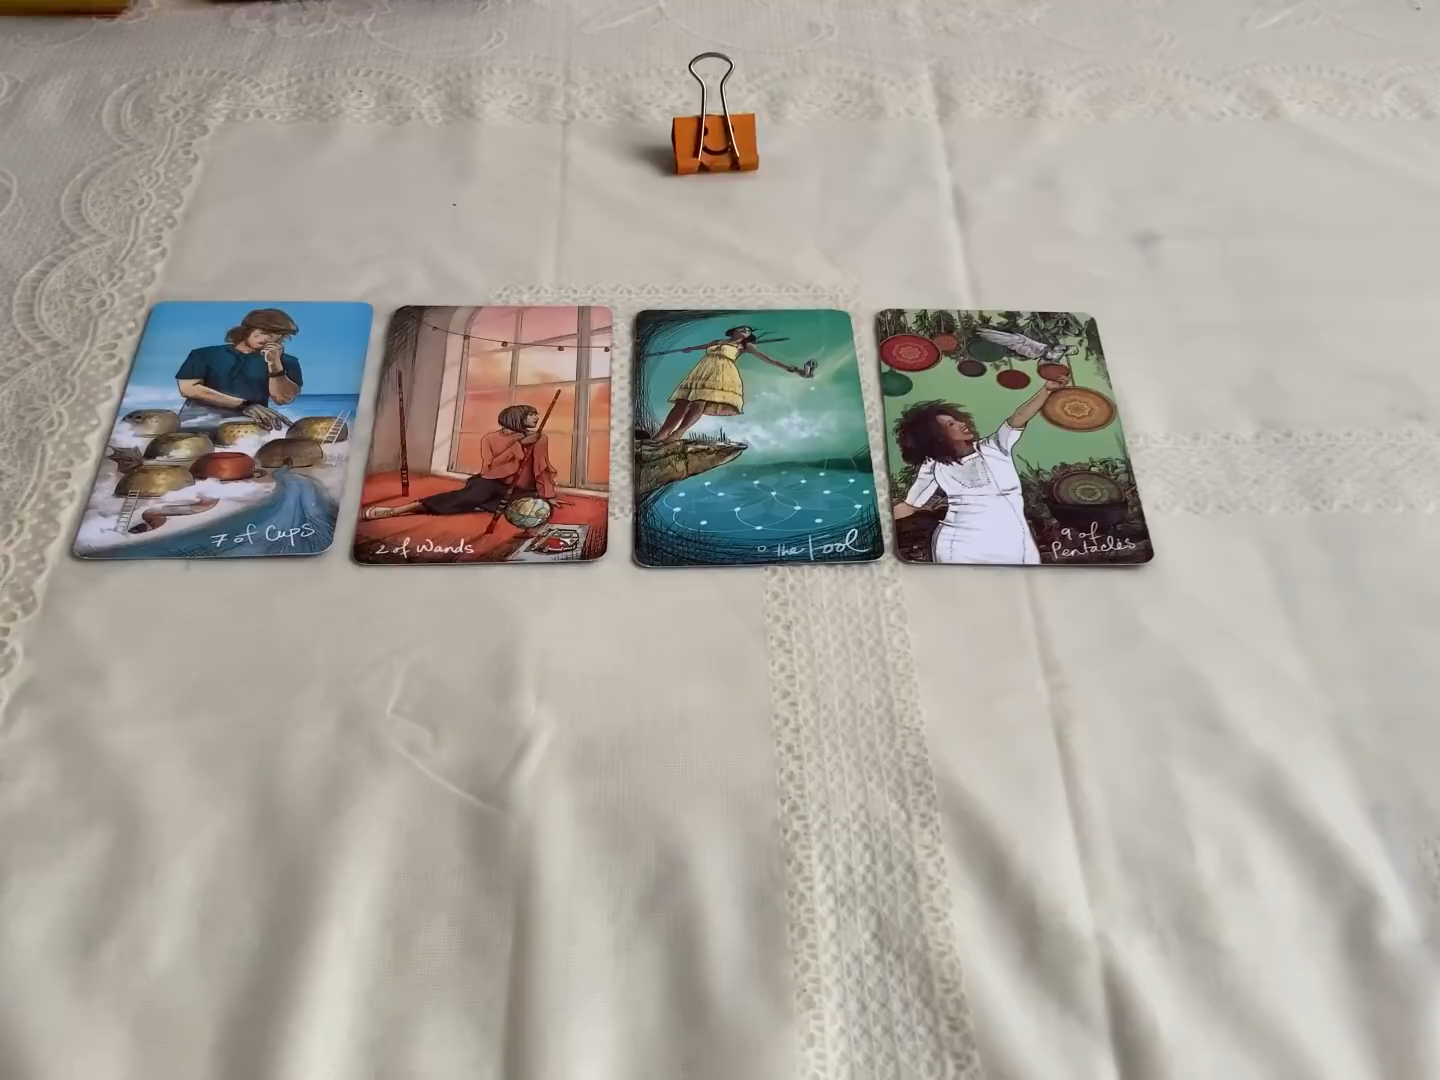 7 of Cups
2 of Wands
0. the Fool
9 of
Pentacles